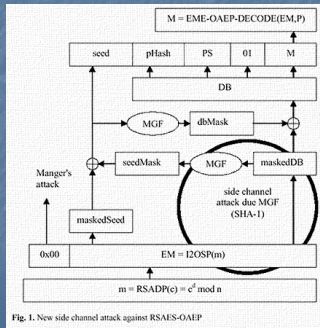 M = EME-OAEP-DECODE(EM,P)
seed pHash PS 01 M
DB
MGF dbMask
Manger's attack
seedMask MGF maskedDB
side channel
attack due MGF
(SHA-1)
maskedSeed
0x00 EM = I2OSP(m)
m = RSADP(c) = c^d mod n
Fig. 1. New side channel attack against RSAES-OAEP